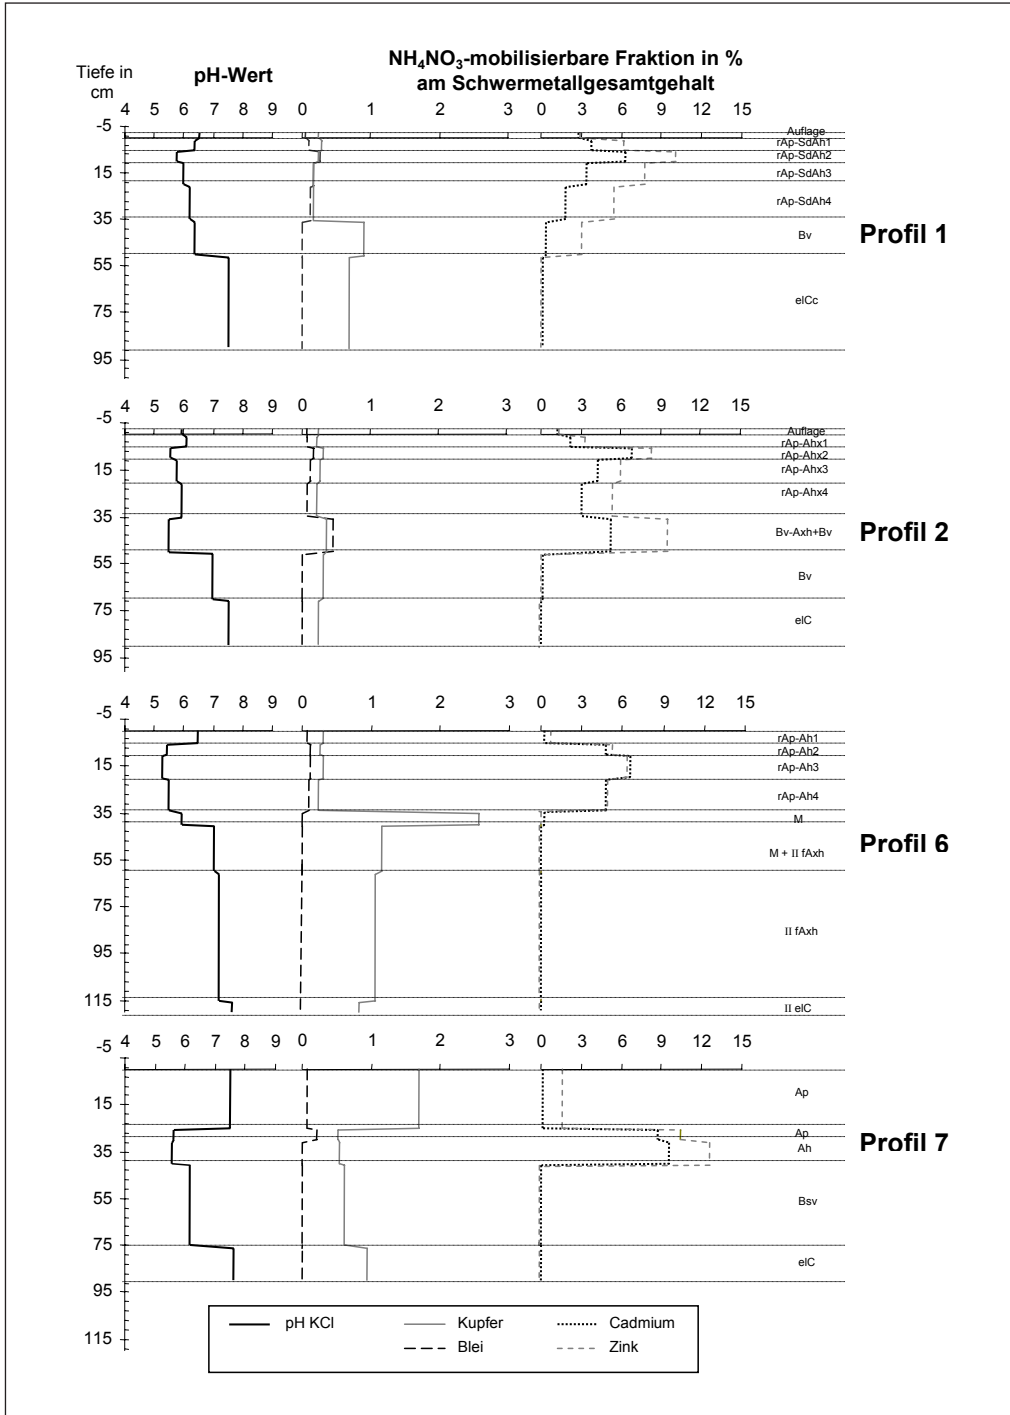 Tiefe in
cm
pH-Wert
NH₄NO₃-mobilisierbare Fraktion in %
am Schwermetallgesamtgehalt
4 5 6 7 8 9 0 1 2 3 0 3 6 9 12 15
-5
15
35
55
75
95
Auflage
rAp-SdAh1
rAp-SdAh2
rAp-SdAh3
rAp-SdAh4
Bv
elCc
Profil 1
4 5 6 7 8 9 0 1 2 3 0 3 6 9 12 15
-5
15
35
55
75
95
Auflage
rAp-Ahx1
rAp-Ahx2
rAp-Ahx3
rAp-Ahx4
Bv-Axh+Bv
Bv
elC
Profil 2
4 5 6 7 8 9 0 1 2 3 0 3 6 9 12 15
-5
15
35
55
75
95
115
rAp-Ah1
rAp-Ah2
rAp-Ah3
rAp-Ah4
M
M + II fAxh
II fAxh
II elC
Profil 6
4 5 6 7 8 9 0 1 2 3 0 3 6 9 12 15
-5
15
35
55
75
95
115
Ap
Ap
Ah
Bsv
elC
Profil 7
pH KCl Kupfer Cadmium
Blei Zink